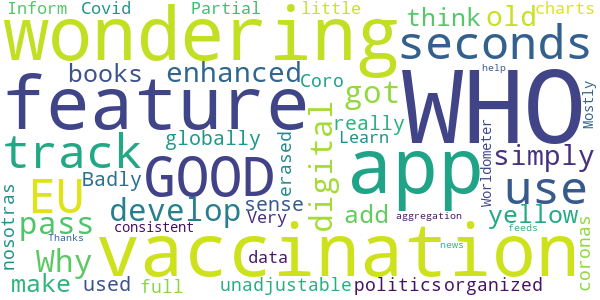 Inform Covid Partial little charts
wondering think old
seconds
books enhanced Coro got
feature WHO help Mostly
track globally really
GOOD erased digital Learn app Worldometer simply
EU Badly use
nosotras pass develop sense add yellow coronas
Why Very consistent vaccination aggregation
data news feeds
Thanks make used full unadjustable politics organized